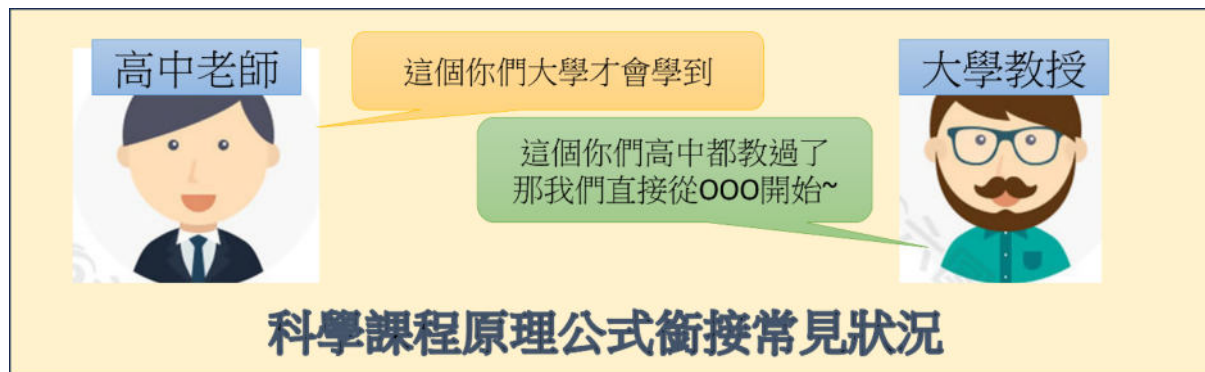 高中老師
這個你們大學才會學到
大學教授
這個你們高中都教過了
那我們直接從OOO開始~
科學課程原理公式銜接常見狀況